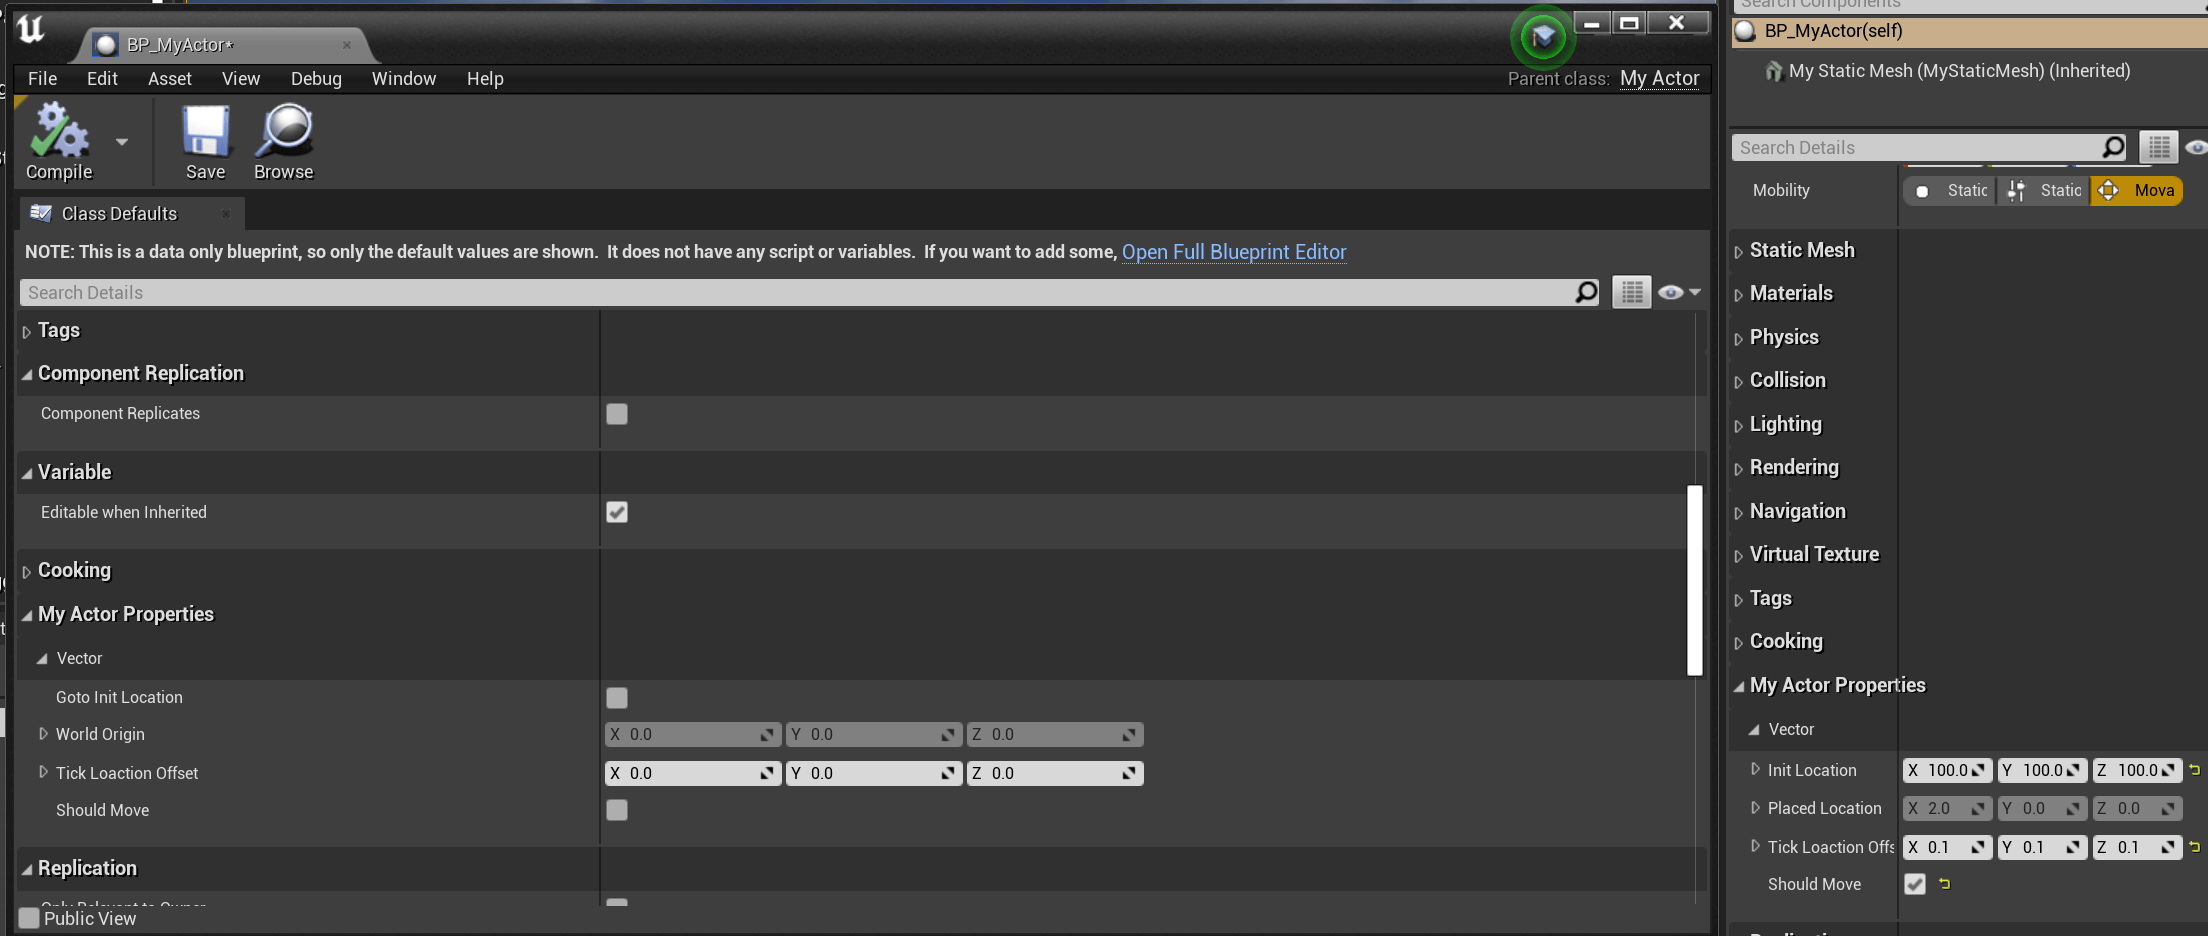 BP_MyActor*
File Edit Asset View Debug Window Help
Parent class: My Actor
Compile Save Browse
Class Defaults
NOTE: This is a data only blueprint, so only the default values are shown. It does not have any script or variables. If you want to add some, Open Full Blueprint Editor
Search Details
Tags
Component Replication
Component Replicates
Variable
Editable when Inherited
Cooking
My Actor Properties
Vector
Goto Init Location
World Origin X 0.0 Y 0.0 Z 0.0
Tick Loaction Offset X 0.0 Y 0.0 Z 0.0
Should Move
Replication
Only Relevant to Owner
Public View
Search Components
BP_MyActor(self)
My Static Mesh (MyStaticMesh) (Inherited)
Search Details
Mobility Static Static Mova
Static Mesh
Materials
Physics
Collision
Lighting
Rendering
Navigation
Virtual Texture
Tags
Cooking
My Actor Properties
Vector
Init Location X 100.0 Y 100.0 Z 100.0
Placed Location X 2.0 Y 0.0 Z 0.0
Tick Loaction Offs X 0.1 Y 0.1 Z 0.1
Should Move